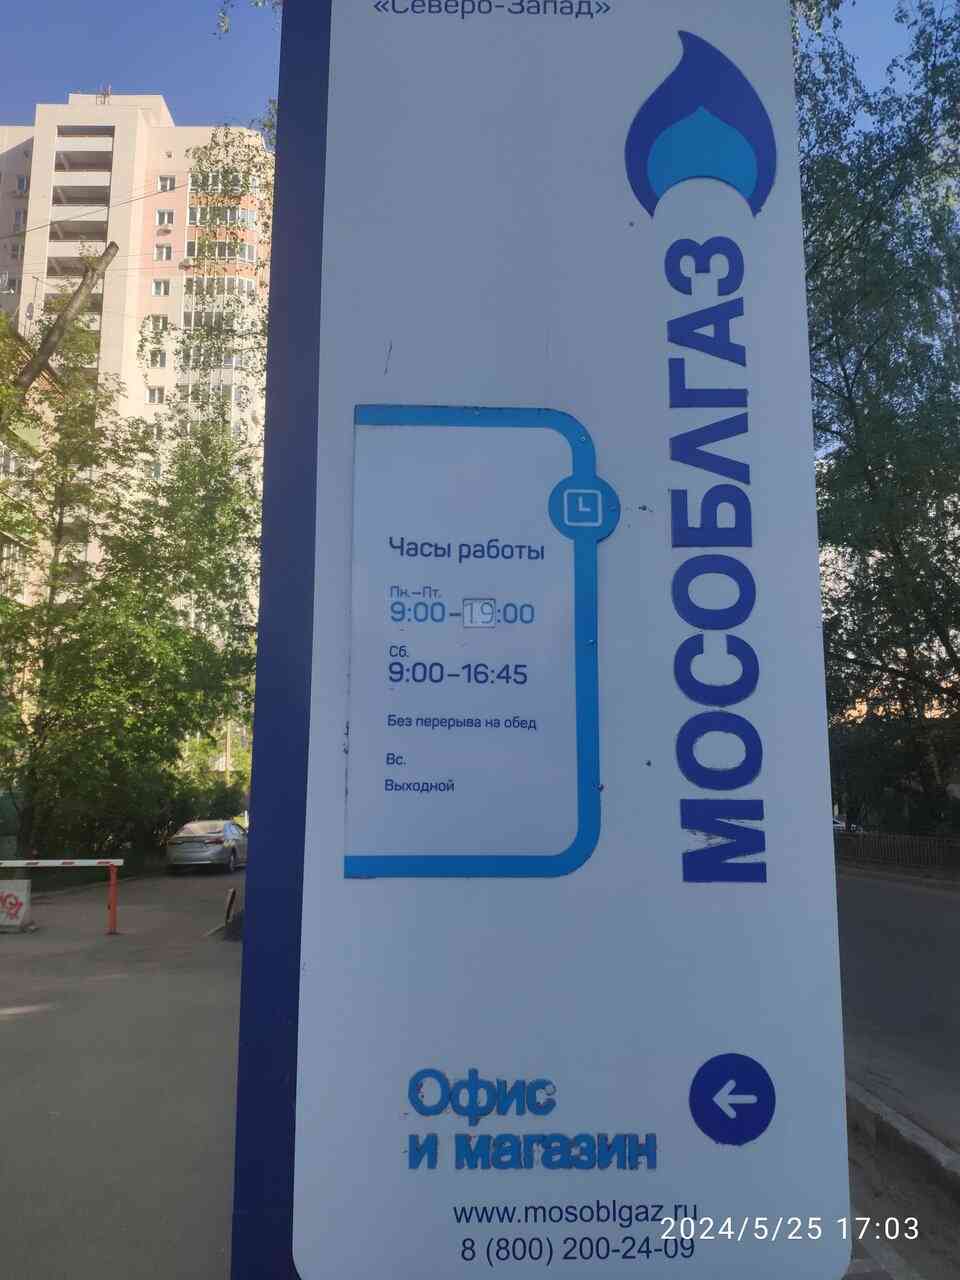 «Северо-Запад»
МОСОБЛГАЗ
Часы работы
Пн.–Пт.
9:00–19:00
Сб.
9:00–16:45
Без перерыва на обед
Вс.
Выходной
Офис
и магазин
www.mosoblgaz.ru
8 (800) 200-24-09
2024/5/25 17:03